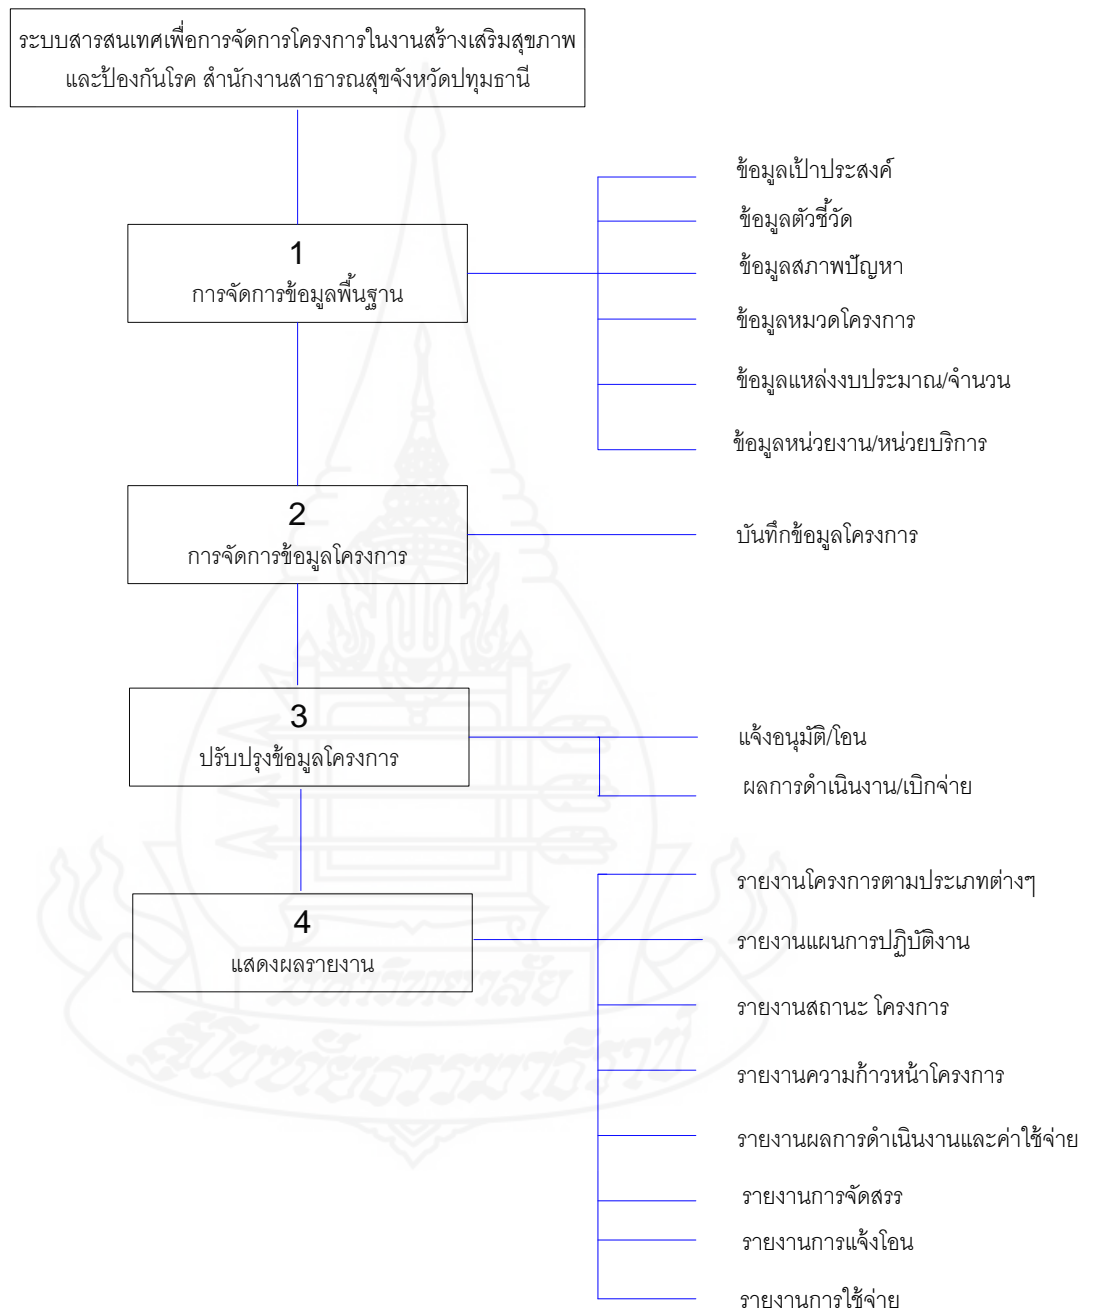 ระบบสารสนเทศเพื่อการจัดการโครงการในงานสร้างเสริมสุขภาพ
และป้องกันโรค สำนักงานสาธารณสุขจังหวัดปทุมธานี
1
การจัดการข้อมูลพื้นฐาน
ข้อมูลเป้าประสงค์
ข้อมูลตัวชี้วัด
ข้อมูลสภาพปัญหา
ข้อมูลหมวดโครงการ
ข้อมูลแหล่งงบประมาณ/จำนวน
ข้อมูลหน่วยงาน/หน่วยบริการ
2
การจัดการข้อมูลโครงการ
บันทึกข้อมูลโครงการ
3
ปรับปรุงข้อมูลโครงการ
แจ้งอนุมัติ/โอน
ผลการดำเนินงาน/เบิกจ่าย
4
แสดงผลรายงาน
รายงานโครงการตามประเภทต่างๆ
รายงานแผนการปฏิบัติงาน
รายงานสถานะ โครงการ
รายงานความก้าวหน้าโครงการ
รายงานผลการดำเนินงานและค่าใช้จ่าย
รายงานการจัดสรร
รายงานการแจ้งโอน
รายงานการใช้จ่าย
มหาวิทยาลัย
สุโขทัยธรรมาธิราช